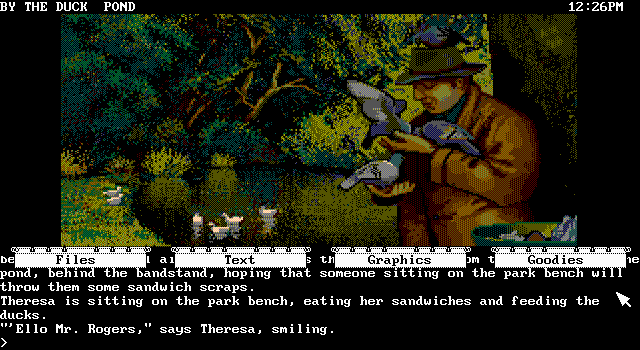 BY THE DUCK POND 12:26PM
Files Text Graphics Goodies
pond, behind the bandstand, hoping that someone sitting on the park bench will
throw them some sandwich scraps.
Theresa is sitting on the park bench, eating her sandwiches and feeding the
ducks.
"'Ello Mr. Rogers," says Theresa, smiling.
>